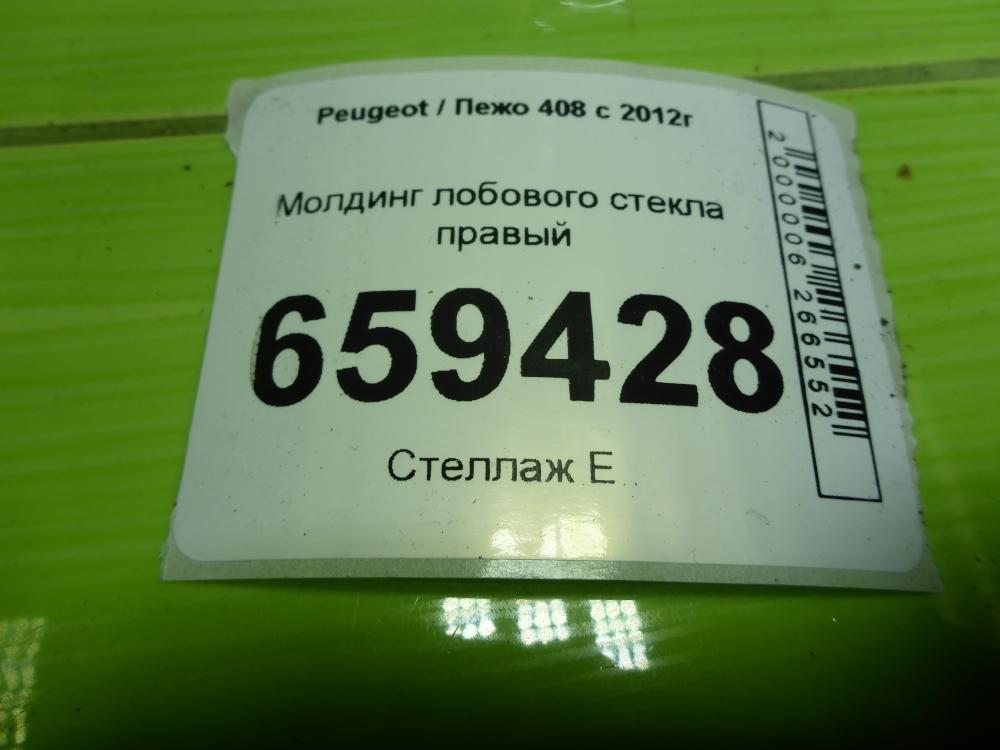 Peugeot / Пежо 408 с 2012г
Молдинг лобового стекла
правый
659428
Стеллаж Е
2000006266552